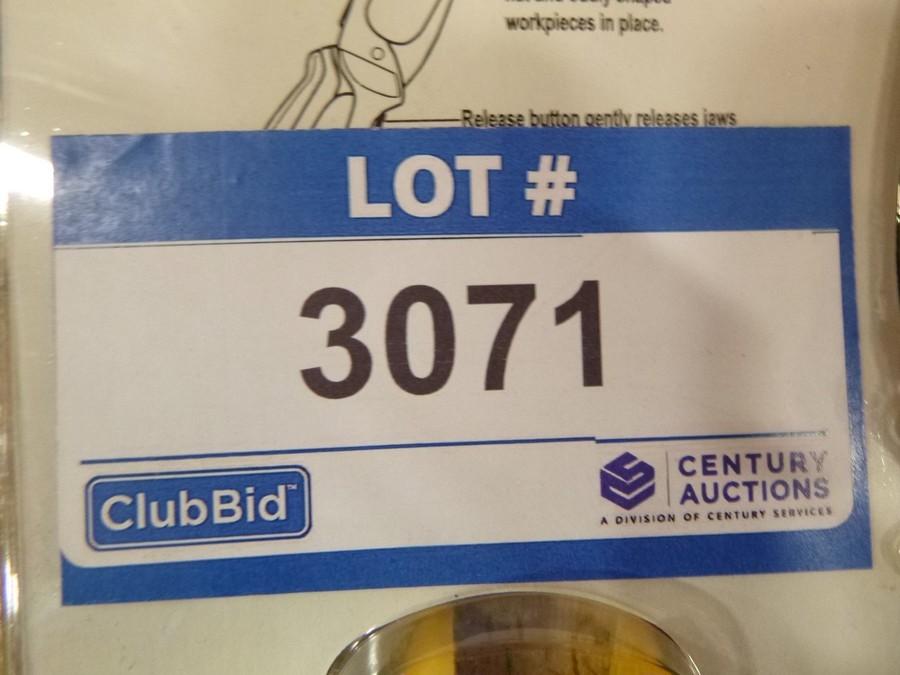 workpieces in place.
Release button gently releases jaws
LOT #
3071
ClubBid™
CENTURY
AUCTIONS
A DIVISION OF CENTURY SERVICES